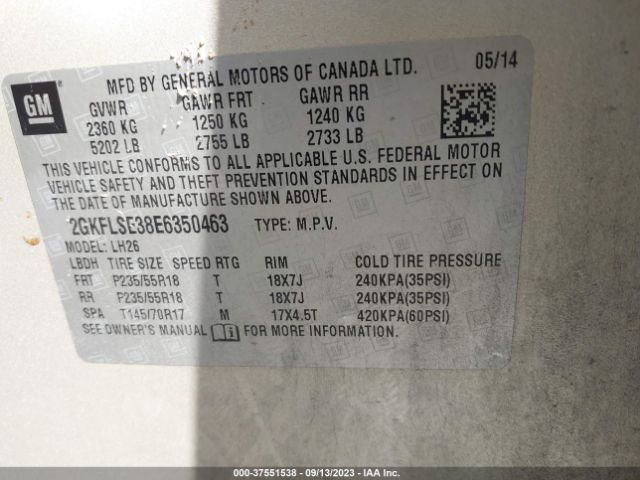 05/14
GM
MFD BY GENERAL MOTORS OF CANADA LTD.
GVWR GAWR FRT GAWR RR
2360 KG 1250 KG 1240 KG
5202 LB 2755 LB 2733 LB
THIS VEHICLE CONFORMS TO ALL APPLICABLE U.S. FEDERAL MOTOR
VEHICLE SAFETY AND THEFT PREVENTION STANDARDS IN EFFECT ON
THE DATE OF MANUFACTURE SHOWN ABOVE.
2GKFLSE38E6350463 TYPE: M.P.V.
MODEL: LH26
LBDH TIRE SIZE SPEED RTG RIM COLD TIRE PRESSURE
FRT P235/55R18 T 18X7J 240KPA(35PSI)
RR P235/55R18 T 18X7J 240KPA(35PSI)
SPA T145/70R17 M 17X4.5T 420KPA(60PSI)
SEE OWNER'S MANUAL FOR MORE INFORMATION.
000-37551538 - 09/13/2023 - IAA Inc.